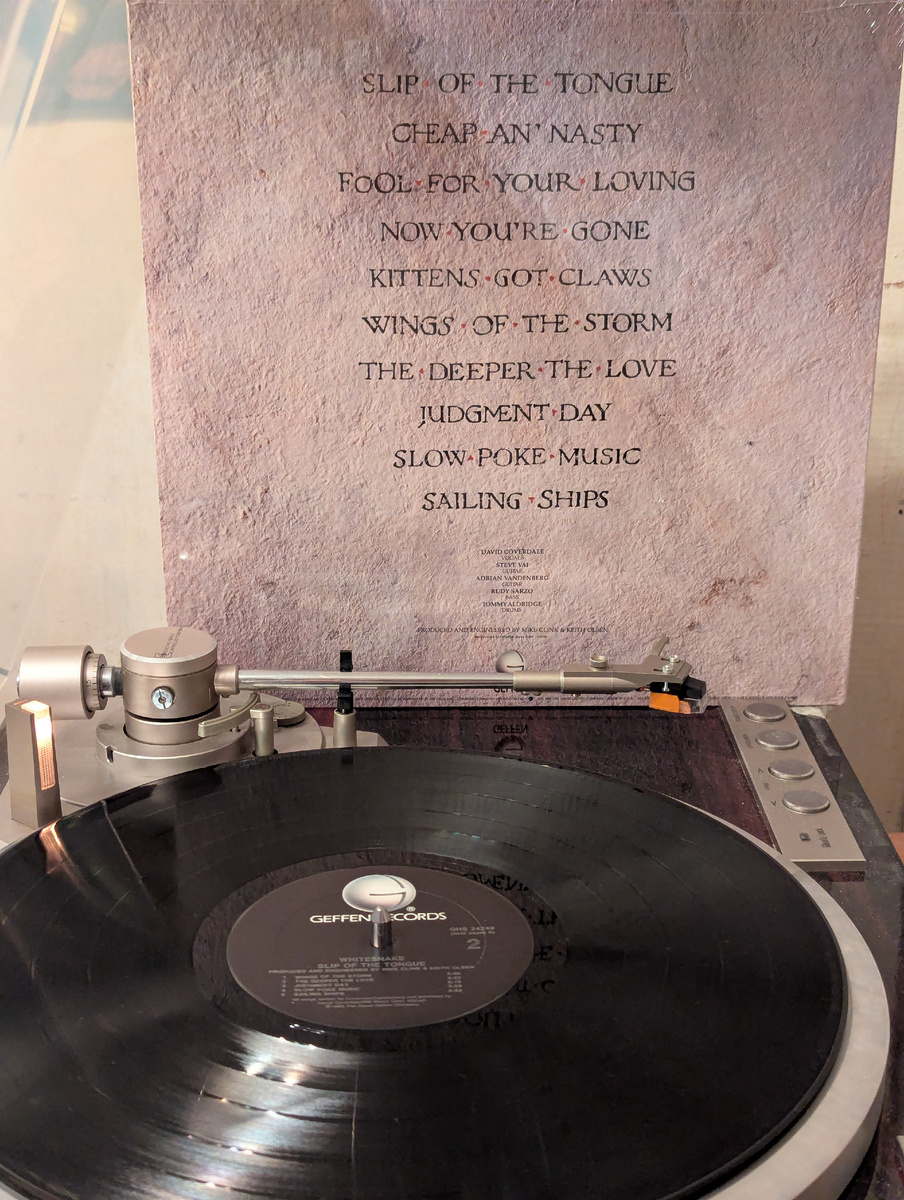 SLIP · OF · THE · TONGUE
CHEAP · AN' NASTY
FOOL · FOR · YOUR · LOVING
NOW · YOU'RE · GONE
KITTENS · GOT · CLAWS
WINGS · OF · THE · STORM
THE · DEEPER · THE · LOVE
JUDGMENT · DAY
SLOW · POKE · MUSIC
SAILING · SHIPS
DAVID COVERDALE
VOCALS
STEVE VAI
GUITAR
ADRIAN VANDENBERG
GUITAR
RUDY SARZO
BASS
TOMMY ALDRIDGE
DRUMS
PRODUCED AND ENGINEERED BY MIKE CLINK & KEITH OLSEN
GEFFEN
GEFFEN RECORDS
®
GHS 24249
2
WHITESNAKE
SLIP OF THE TONGUE
PRODUCED AND ENGINEERED BY MIKE CLINK & KEITH OLSEN
WINGS OF THE STORM
THE DEEPER THE LOVE
JUDGMENT DAY
SLOW POKE MUSIC
SAILING SHIPS